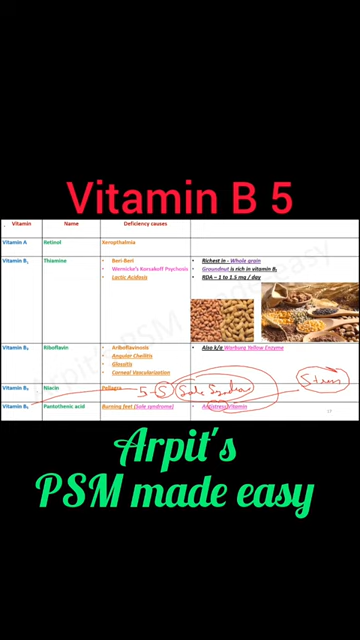 Vitamin B 5
Vitamin Name Deficiency causes
Vitamin A Retinol Xeropthalmia
Vitamin B1 Thiamine • Beri-Beri • Richest in - Whole grain
• Wernicke's Korsakoff Psychosis • Groundnut is rich in vitamin B1
• Lactic Acidosis • RDA – 1 to 1.5 mg / day
Vitamin B2 Riboflavin • Ariboflavinosis • Also k/a Warburg Yellow Enzyme
• Angular Cheilitis
• Glossitis
• Corneal Vascularization
Vitamin B3 Niacin Pellagra
5 - S
Stress
Vitamin B5 Pantothenic acid Burning feel (Sole syndrome) Antistress Vitamin
17
Arpit's
PSM made easy